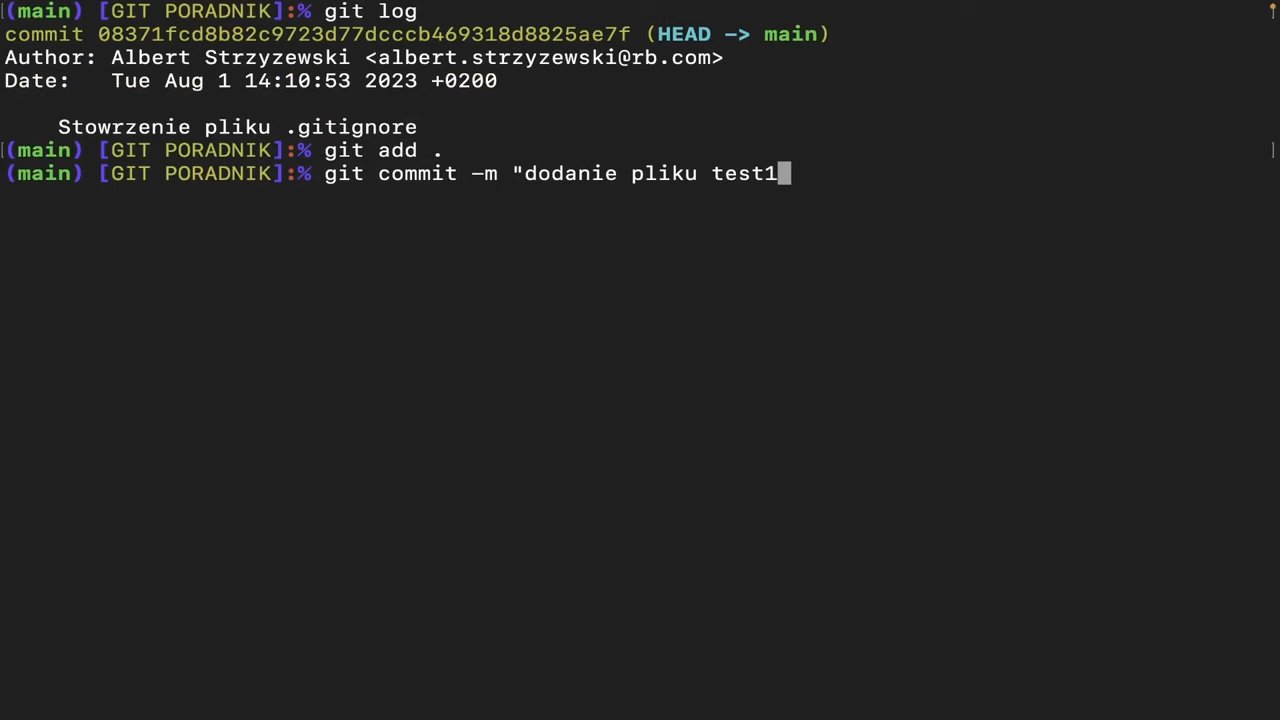 (main) [GIT PORADNIK]:% git log
commit 08371fcd8b82c9723d77dcccb469318d8825ae7f (HEAD -> main)
Author: Albert Strzyzewski <albert.strzyzewski@rb.com>
Date:   Tue Aug 1 14:10:53 2023 +0200
    Stowrzenie pliku .gitignore
(main) [GIT PORADNIK]:% git add .
(main) [GIT PORADNIK]:% git commit -m "dodanie pliku test1